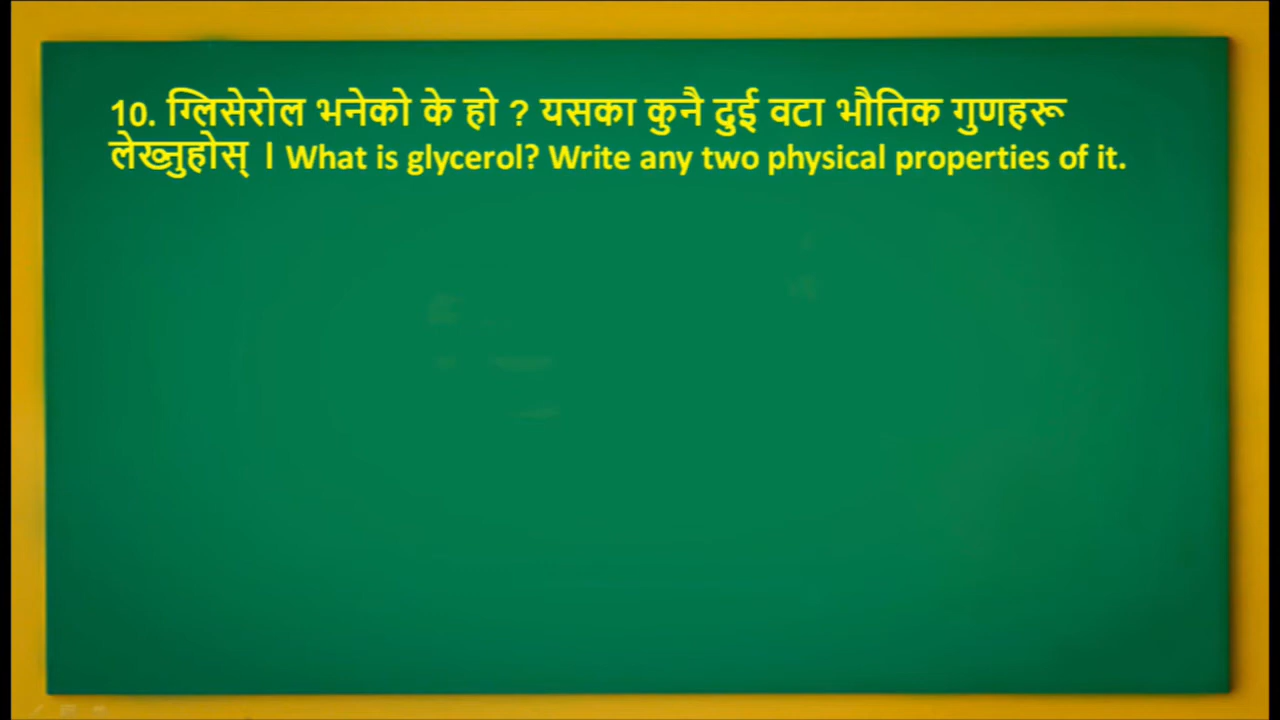 10. ग्लिसेरोल भनेको के हो ? यसका कुनै दुई वटा भौतिक गुणहरू
लेख्नुहोस् । What is glycerol? Write any two physical properties of it.